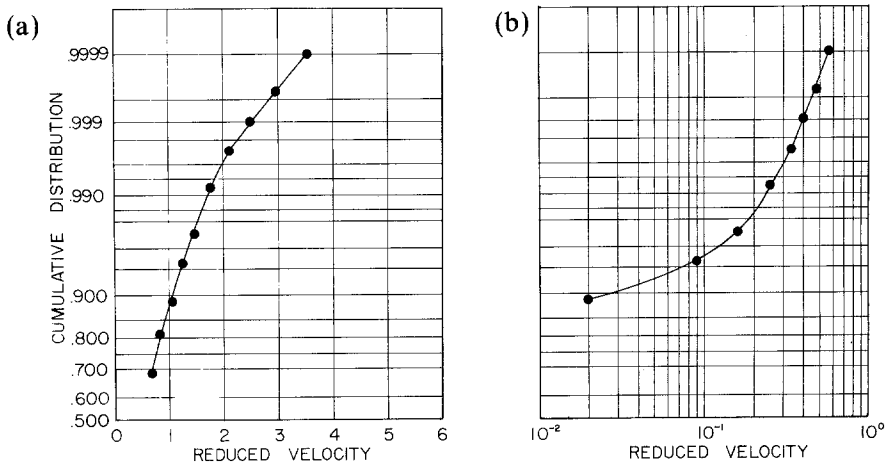 (a)
.9999
.999
.990
.900
.800
.700
.600
.500
CUMULATIVE DISTRIBUTION
0 1 2 3 4 5 6
REDUCED VELOCITY
(b)
10⁻² 10⁻¹ 10⁰
REDUCED VELOCITY